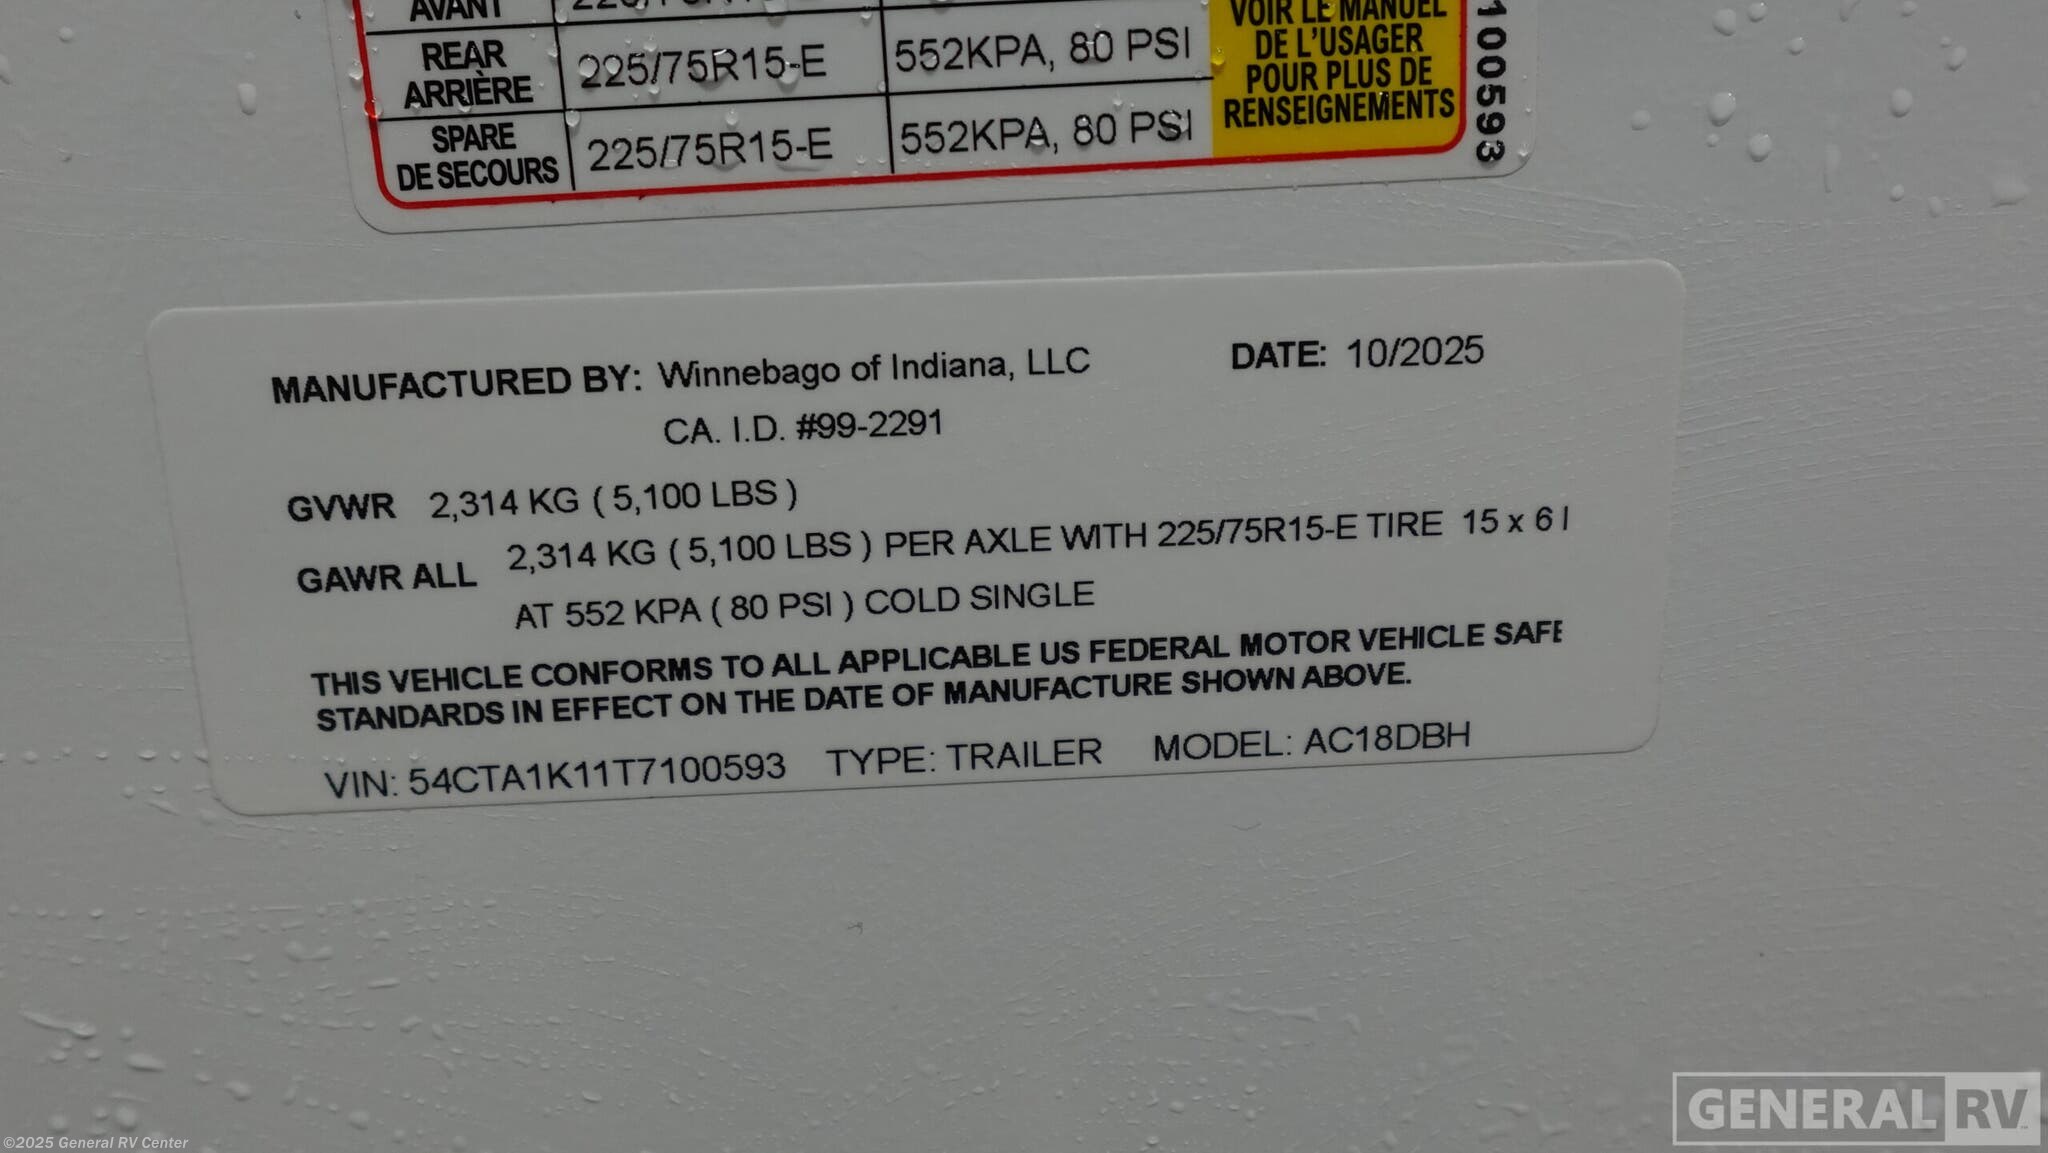 AVANT
REAR
ARRIÈRE
225/75R15-E
552KPA, 80 PSI
SPARE
DE SECOURS
225/75R15-E
552KPA, 80 PSI
VOIR LE MANUEL
DE L'USAGER
POUR PLUS DE
RENSEIGNEMENTS
100593
MANUFACTURED BY: Winnebago of Indiana, LLC DATE: 10/2025
CA. I.D. #99-2291
GVWR 2,314 KG ( 5,100 LBS )
GAWR ALL 2,314 KG ( 5,100 LBS ) PER AXLE WITH 225/75R15-E TIRE 15 x 6 I
AT 552 KPA ( 80 PSI ) COLD SINGLE
THIS VEHICLE CONFORMS TO ALL APPLICABLE US FEDERAL MOTOR VEHICLE SAFE
STANDARDS IN EFFECT ON THE DATE OF MANUFACTURE SHOWN ABOVE.
VIN: 54CTA1K11T7100593 TYPE: TRAILER MODEL: AC18DBH
GENERAL RV
©2025 General RV Center